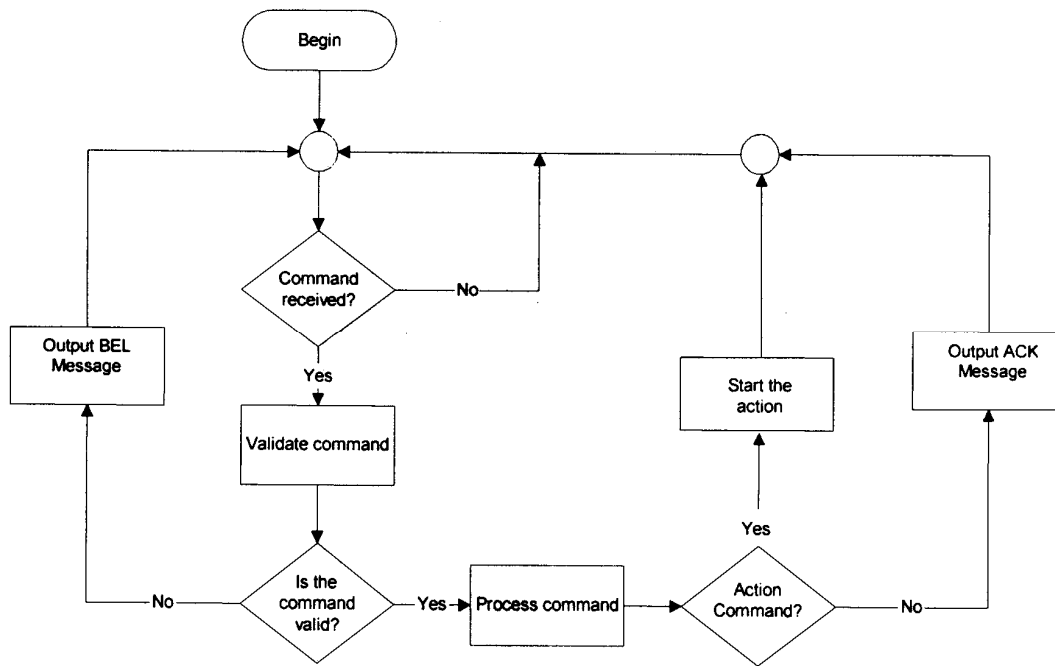 Begin
Command
received?
No
Output BEL
Message
Yes
Start the
action
Output ACK
Message
Validate command
Yes
No
Is the
command
valid?
Yes
Process command
Action
Command?
No